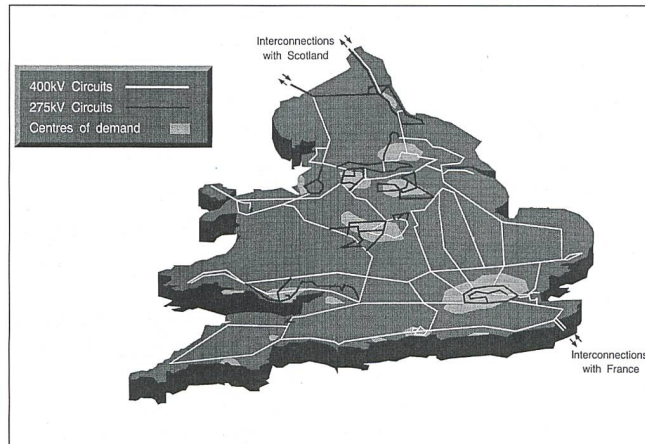 Interconnections
with Scotland
400kV Circuits
275kV Circuits
Centres of demand
Interconnections
with France